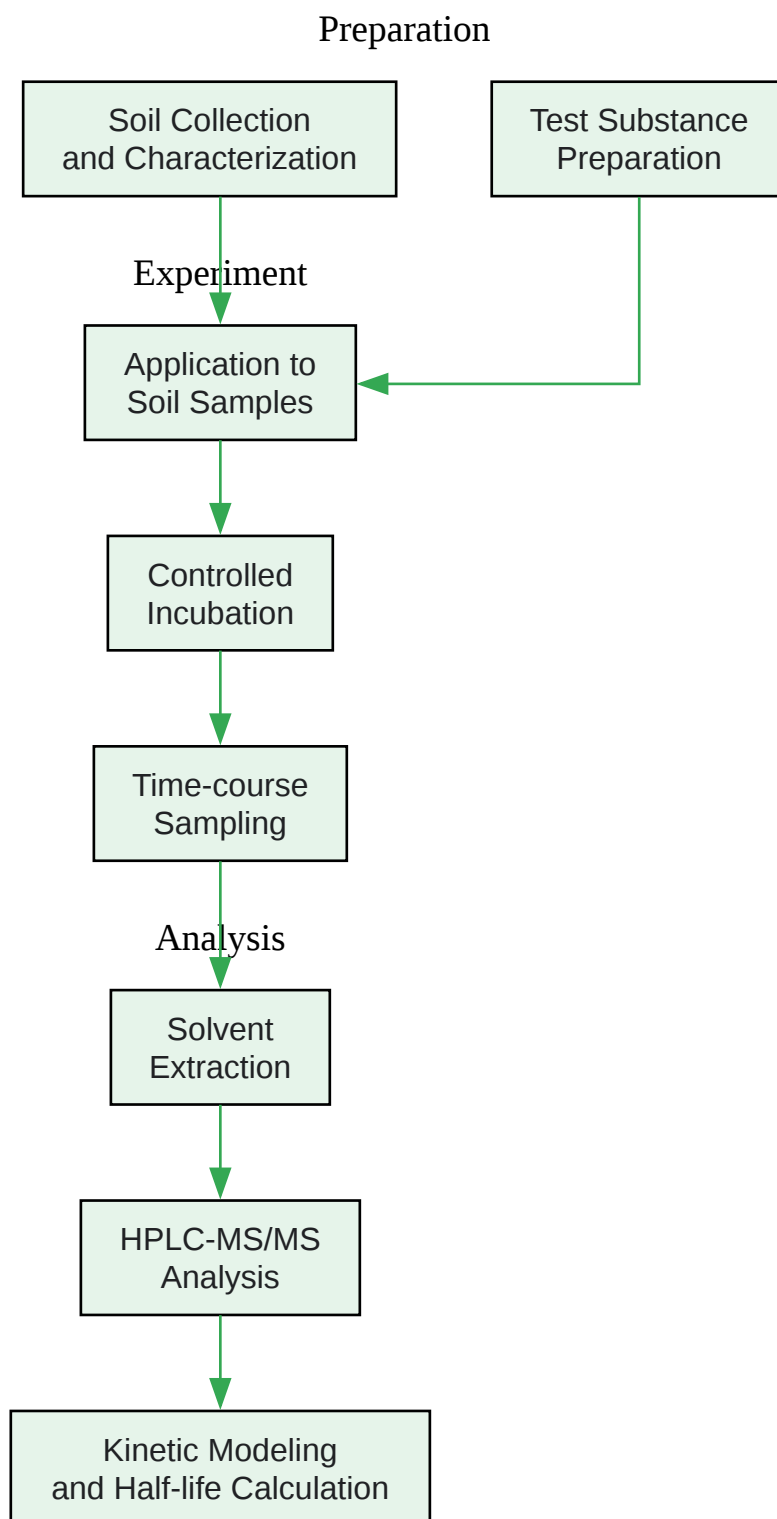 Preparation
Soil Collection
and Characterization
Test Substance
Preparation
Experiment
Application to
Soil Samples
Controlled
Incubation
Time-course
Sampling
Analysis
Solvent
Extraction
HPLC-MS/MS
Analysis
Kinetic Modeling
and Half-life Calculation